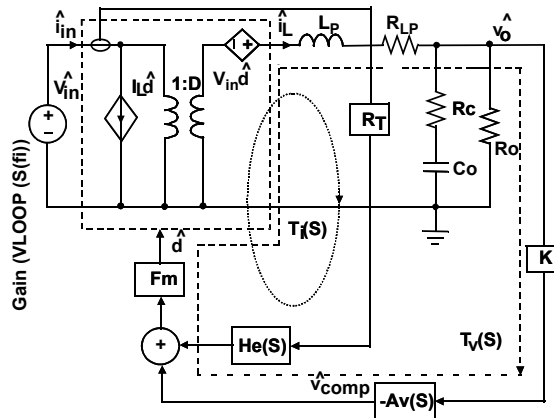 î_in
î_L
L_P
R_LP
v̂_o
V̂_in
I_L d̂
1:D
V_in d̂
+
−
R_T
Rc
Co
Ro
T_i(S)
d̂
K
Gain (VLOOP (S(fi))
Fm
+
He(S)
T_v(S)
v̂_comp
-Av(S)